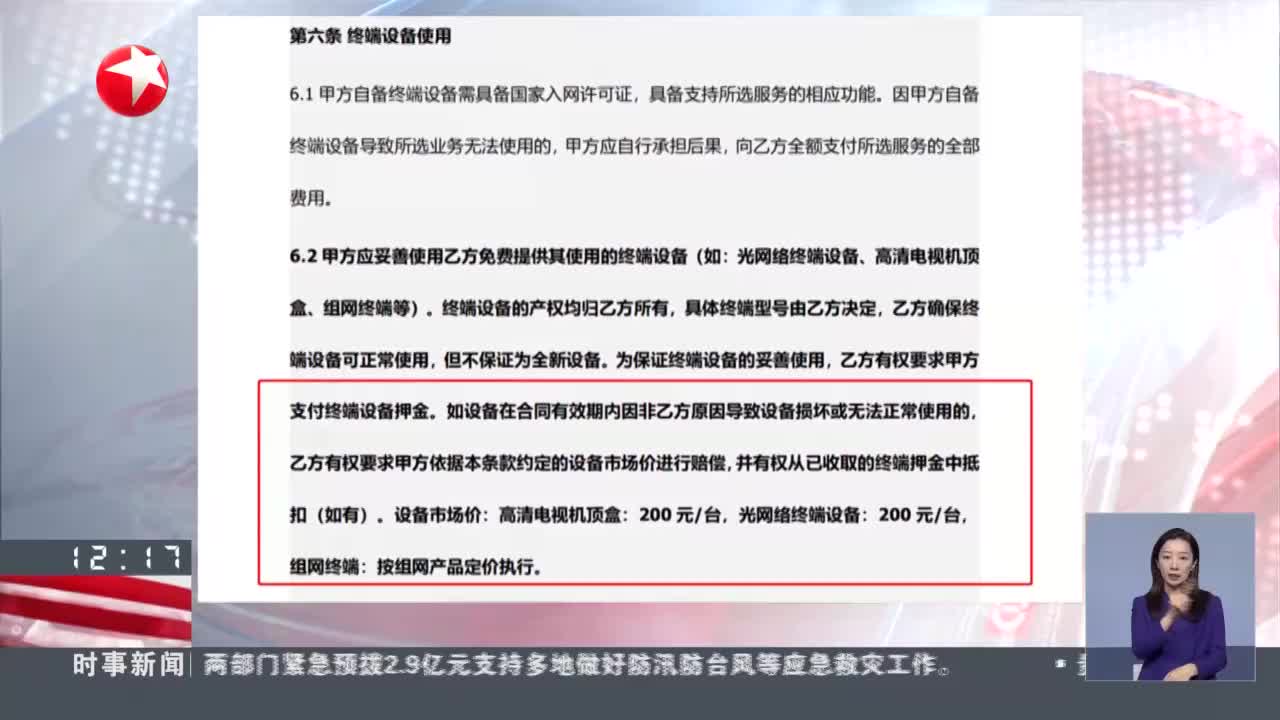 第六条 终端设备使用
6.1 甲方自备终端设备需具备国家入网许可证，具备支持所选服务的相应功能。因甲方自备
终端设备导致所选业务无法使用的，甲方应自行承担后果，向乙方全额支付所选服务的全部
费用。
6.2 甲方应妥善使用乙方免费提供其使用的终端设备（如：光网络终端设备、高清电视机顶
盒、组网终端等）。终端设备的产权均归乙方所有，具体终端型号由乙方决定，乙方确保终
端设备可正常使用，但不保证为全新设备。为保证终端设备的妥善使用，乙方有权要求甲方
支付终端设备押金。如设备在合同有效期内因非乙方原因导致设备损坏或无法正常使用的，
乙方有权要求甲方依据本条款约定的设备市场价进行赔偿，并有权从已收取的终端押金中抵
扣（如有）。设备市场价：高清电视机顶盒：200 元/台，光网络终端设备：200 元/台，
组网终端：按组网产品定价执行。
12:17
时事新闻 两部门紧急预拨2.9亿元支持多地做好防汛防台风等应急救灾工作。